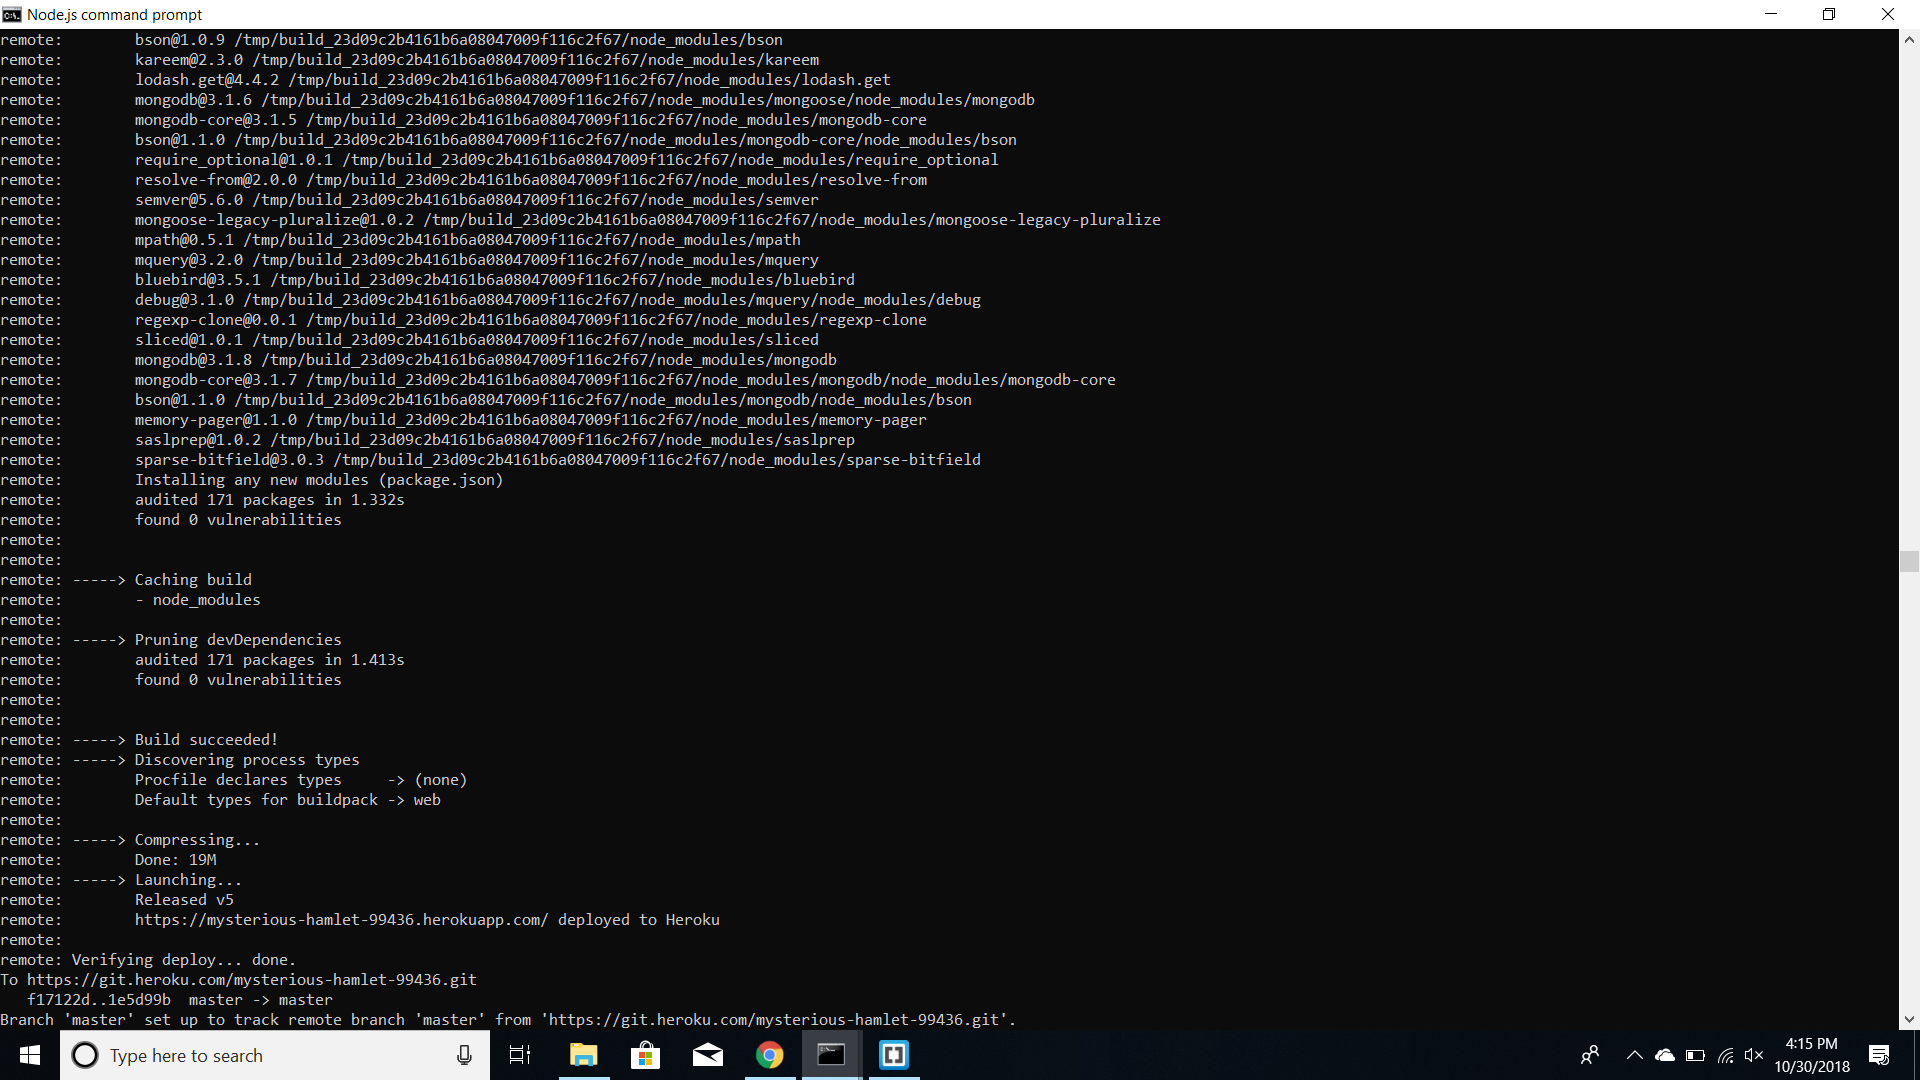 Node.js command prompt
remote:        bson@1.0.9 /tmp/build_23d09c2b4161b6a08047009f116c2f67/node_modules/bson
remote:        kareem@2.3.0 /tmp/build_23d09c2b4161b6a08047009f116c2f67/node_modules/kareem
remote:        lodash.get@4.4.2 /tmp/build_23d09c2b4161b6a08047009f116c2f67/node_modules/lodash.get
remote:        mongodb@3.1.6 /tmp/build_23d09c2b4161b6a08047009f116c2f67/node_modules/mongoose/node_modules/mongodb
remote:        mongodb-core@3.1.5 /tmp/build_23d09c2b4161b6a08047009f116c2f67/node_modules/mongodb-core
remote:        bson@1.1.0 /tmp/build_23d09c2b4161b6a08047009f116c2f67/node_modules/mongodb-core/node_modules/bson
remote:        require_optional@1.0.1 /tmp/build_23d09c2b4161b6a08047009f116c2f67/node_modules/require_optional
remote:        resolve-from@2.0.0 /tmp/build_23d09c2b4161b6a08047009f116c2f67/node_modules/resolve-from
remote:        semver@5.6.0 /tmp/build_23d09c2b4161b6a08047009f116c2f67/node_modules/semver
remote:        mongoose-legacy-pluralize@1.0.2 /tmp/build_23d09c2b4161b6a08047009f116c2f67/node_modules/mongoose-legacy-pluralize
remote:        mpath@0.5.1 /tmp/build_23d09c2b4161b6a08047009f116c2f67/node_modules/mpath
remote:        mquery@3.2.0 /tmp/build_23d09c2b4161b6a08047009f116c2f67/node_modules/mquery
remote:        bluebird@3.5.1 /tmp/build_23d09c2b4161b6a08047009f116c2f67/node_modules/bluebird
remote:        debug@3.1.0 /tmp/build_23d09c2b4161b6a08047009f116c2f67/node_modules/mquery/node_modules/debug
remote:        regexp-clone@0.0.1 /tmp/build_23d09c2b4161b6a08047009f116c2f67/node_modules/regexp-clone
remote:        sliced@1.0.1 /tmp/build_23d09c2b4161b6a08047009f116c2f67/node_modules/sliced
remote:        mongodb@3.1.8 /tmp/build_23d09c2b4161b6a08047009f116c2f67/node_modules/mongodb
remote:        mongodb-core@3.1.7 /tmp/build_23d09c2b4161b6a08047009f116c2f67/node_modules/mongodb/node_modules/mongodb-core
remote:        bson@1.1.0 /tmp/build_23d09c2b4161b6a08047009f116c2f67/node_modules/mongodb/node_modules/bson
remote:        memory-pager@1.1.0 /tmp/build_23d09c2b4161b6a08047009f116c2f67/node_modules/memory-pager
remote:        saslprep@1.0.2 /tmp/build_23d09c2b4161b6a08047009f116c2f67/node_modules/saslprep
remote:        sparse-bitfield@3.0.3 /tmp/build_23d09c2b4161b6a08047009f116c2f67/node_modules/sparse-bitfield
remote:        Installing any new modules (package.json)
remote:        audited 171 packages in 1.332s
remote:        found 0 vulnerabilities
remote:
remote:
remote: -----> Caching build
remote:        - node_modules
remote:
remote: -----> Pruning devDependencies
remote:        audited 171 packages in 1.413s
remote:        found 0 vulnerabilities
remote:
remote:
remote: -----> Build succeeded!
remote: -----> Discovering process types
remote:        Procfile declares types     -> (none)
remote:        Default types for buildpack -> web
remote:
remote: -----> Compressing...
remote:        Done: 19M
remote: -----> Launching...
remote:        Released v5
remote:        https://mysterious-hamlet-99436.herokuapp.com/ deployed to Heroku
remote:
remote: Verifying deploy... done.
To https://git.heroku.com/mysterious-hamlet-99436.git
   f17122d..1e5d99b  master -> master
Branch 'master' set up to track remote branch 'master' from 'https://git.heroku.com/mysterious-hamlet-99436.git'.
Type here to search
4:15 PM
10/30/2018